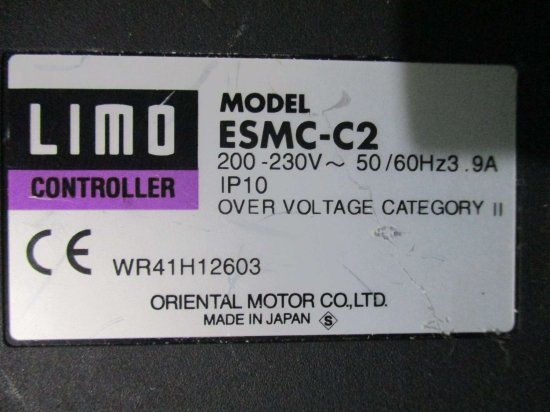 LIMO
CONTROLLER
MODEL
ESMC-C2
200-230V~ 50/60Hz3.9A
IP10
OVER VOLTAGE CATEGORY II
CE WR41H12603
ORIENTAL MOTOR CO.,LTD.
MADE IN JAPAN S